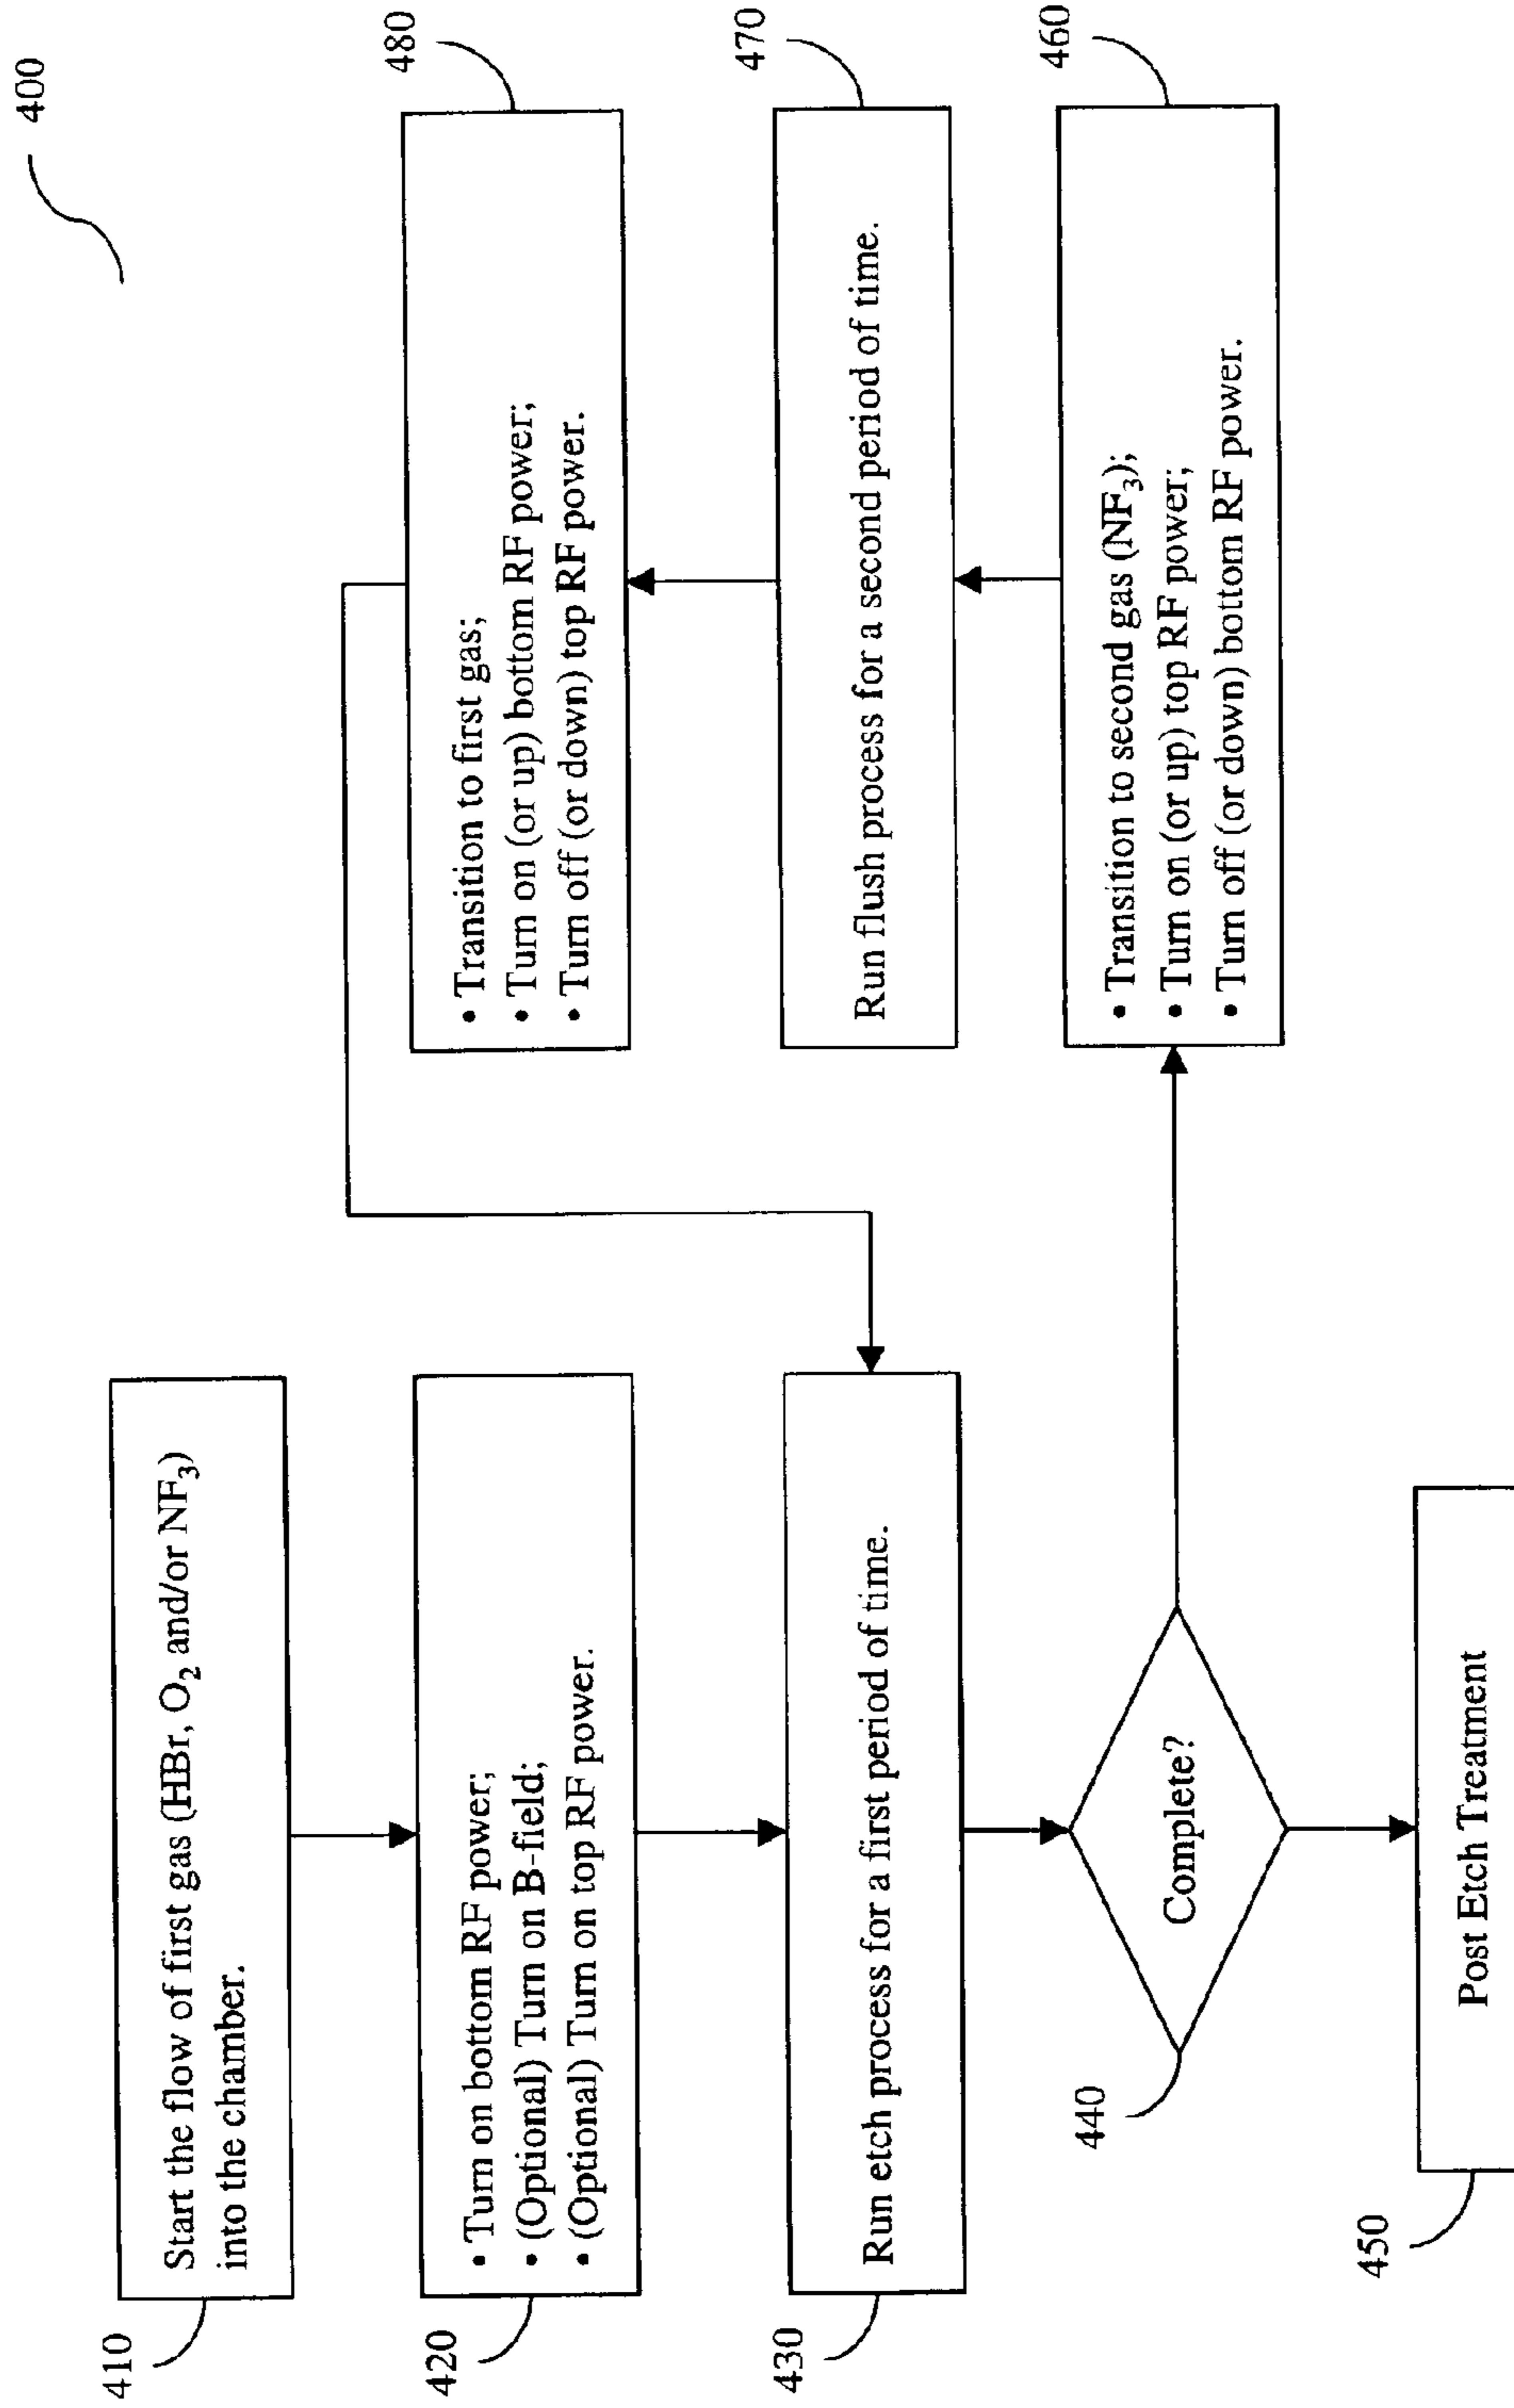 400
410
Start the flow of first gas (HBr, O₂ and/or NF₃)
into the chamber.
420
• Turn on bottom RF power;
• (Optional) Turn on B-field;
• (Optional) Turn on top RF power.
430
Run etch process for a first period of time.
440
Complete?
450
Post Etch Treatment
480
• Transition to first gas;
• Turn on (or up) bottom RF power;
• Turn off (or down) top RF power.
470
Run flush process for a second period of time.
460
• Transition to second gas (NF₃);
• Turn on (or up) top RF power;
• Turn off (or down) bottom RF power.